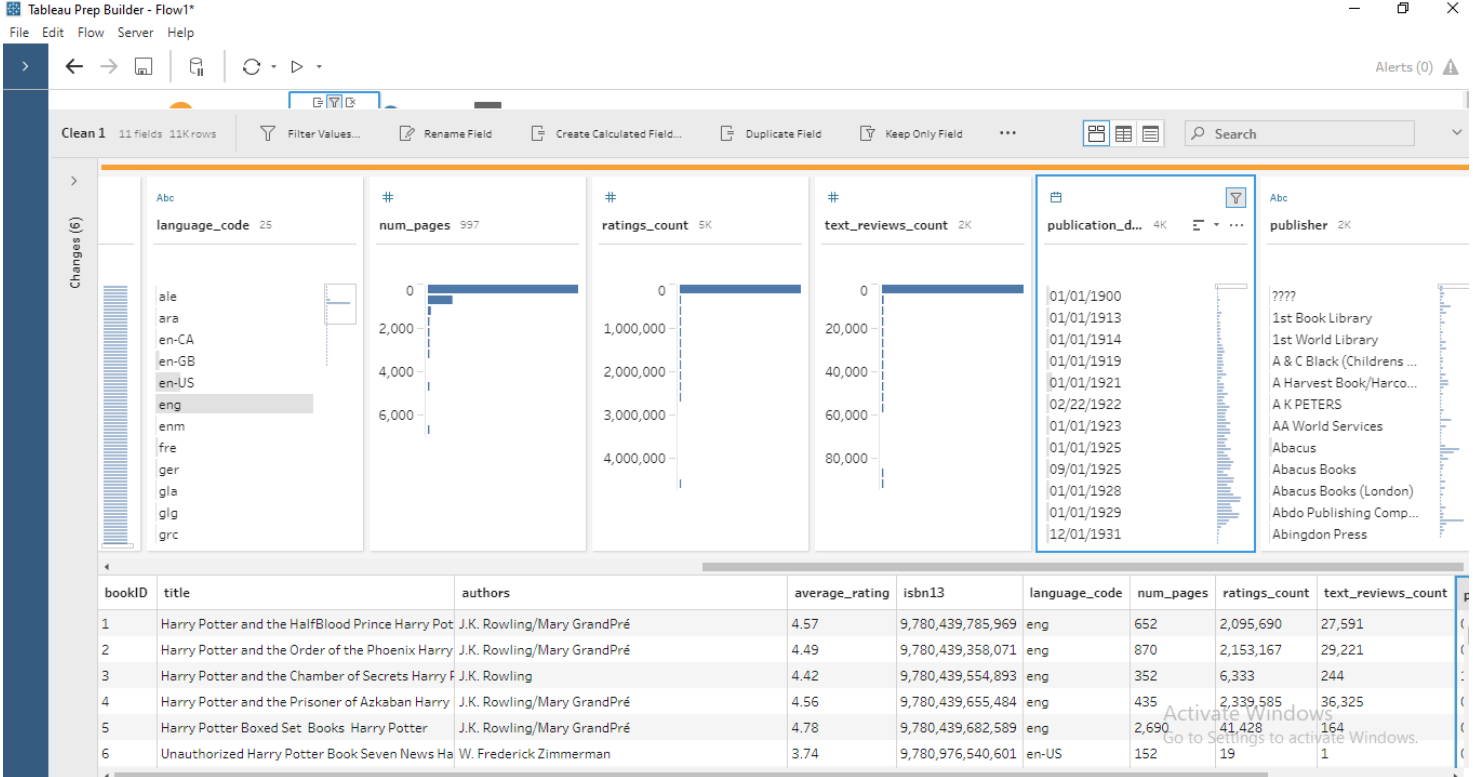 Tableau Prep Builder - Flow1*
File Edit Flow Server Help
Alerts (0)
Clean 1 11 fields 11K rows Filter Values... Rename Field Create Calculated Field... Duplicate Field Keep Only Field ... Search
Changes (6)
Abc
language_code 25
ale
ara
en-CA
en-GB
en-US
eng
enm
fre
ger
gla
glg
grc
#
num_pages 997
0
2,000
4,000
6,000
#
ratings_count 5K
0
1,000,000
2,000,000
3,000,000
4,000,000
#
text_reviews_count 2K
0
20,000
40,000
60,000
80,000
publication_d... 4K ...
01/01/1900
01/01/1913
01/01/1914
01/01/1919
01/01/1921
02/22/1922
01/01/1923
01/01/1925
09/01/1925
01/01/1928
01/01/1929
12/01/1931
Abc
publisher 2K
????
1st Book Library
1st World Library
A & C Black (Childrens ...
A Harvest Book/Harco...
A K PETERS
AA World Services
Abacus
Abacus Books
Abacus Books (London)
Abdo Publishing Comp...
Abingdon Press
bookID title authors average_rating isbn13 language_code num_pages ratings_count text_reviews_count
1 Harry Potter and the HalfBlood Prince Harry Pot J.K. Rowling/Mary GrandPré 4.57 9,780,439,785,969 eng 652 2,095,690 27,591
2 Harry Potter and the Order of the Phoenix Harry J.K. Rowling/Mary GrandPré 4.49 9,780,439,358,071 eng 870 2,153,167 29,221
3 Harry Potter and the Chamber of Secrets Harry P J.K. Rowling 4.42 9,780,439,554,893 eng 352 6,333 244
4 Harry Potter and the Prisoner of Azkaban Harry J.K. Rowling/Mary GrandPré 4.56 9,780,439,655,484 eng 435 2,339,585 36,325
5 Harry Potter Boxed Set Books Harry Potter J.K. Rowling/Mary GrandPré 4.78 9,780,439,682,589 eng 2,690 41,428 164
6 Unauthorized Harry Potter Book Seven News Ha W. Frederick Zimmerman 3.74 9,780,976,540,601 en-US 152 19 1
Activate Windows
Go to Settings to activate Windows.